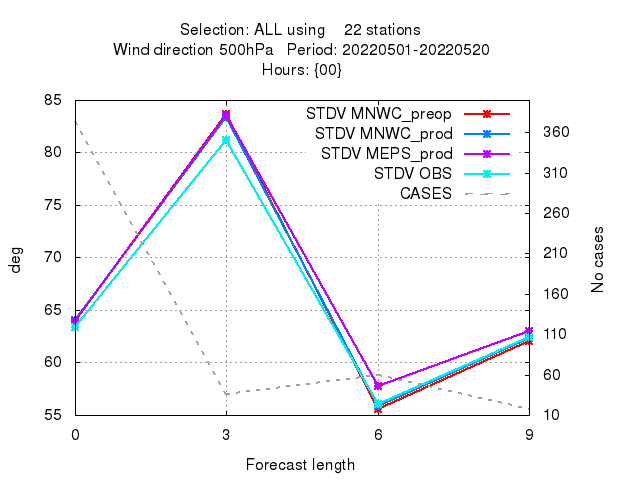 Selection: ALL using    22 stations
Wind direction 500hPa   Period: 20220501-20220520
Hours: {00}
STDV MNWC_preop
STDV MNWC_prod
STDV MEPS_prod
STDV OBS
CASES
85
80
75
70
65
60
55
360
310
260
210
160
110
60
10
deg
No cases
0 3 6 9
Forecast length